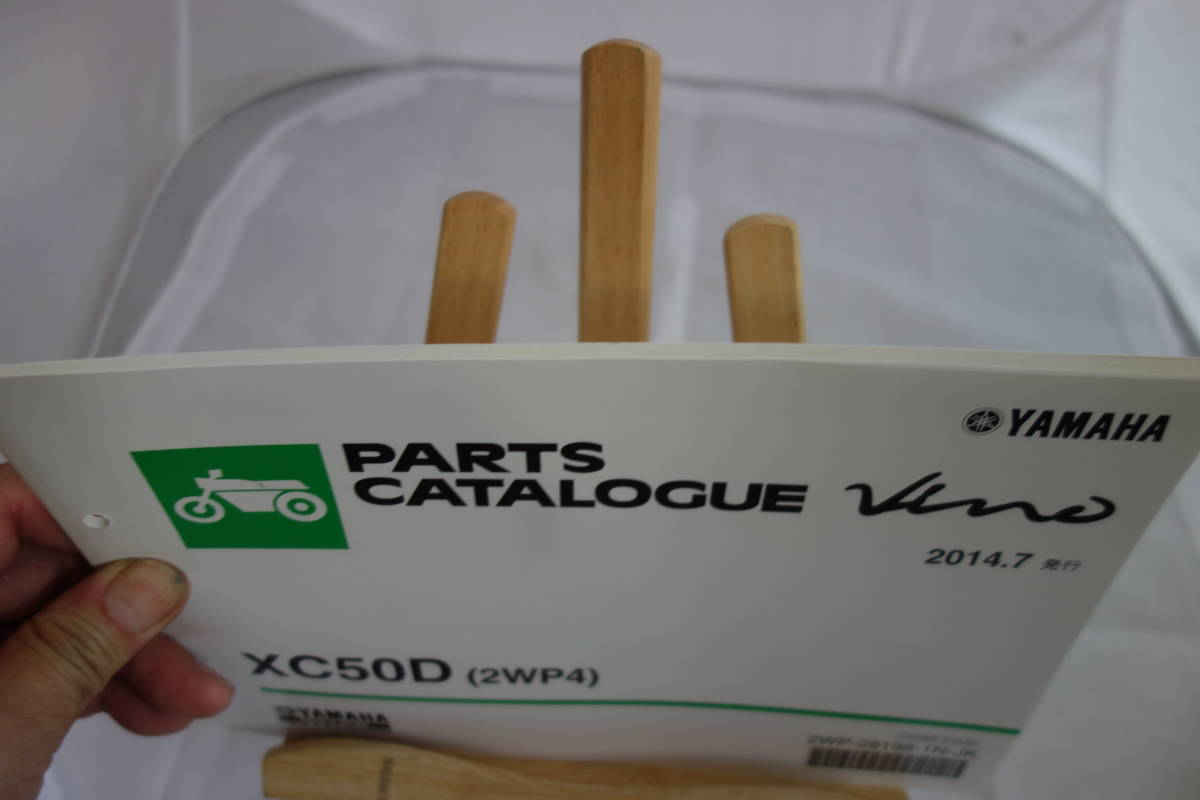 YAMAHA
PARTS
CATALOGUE
Vino
2014.7 発行
XC50D (2WP4)
YAMAHA
2WP-28198-1N-JK